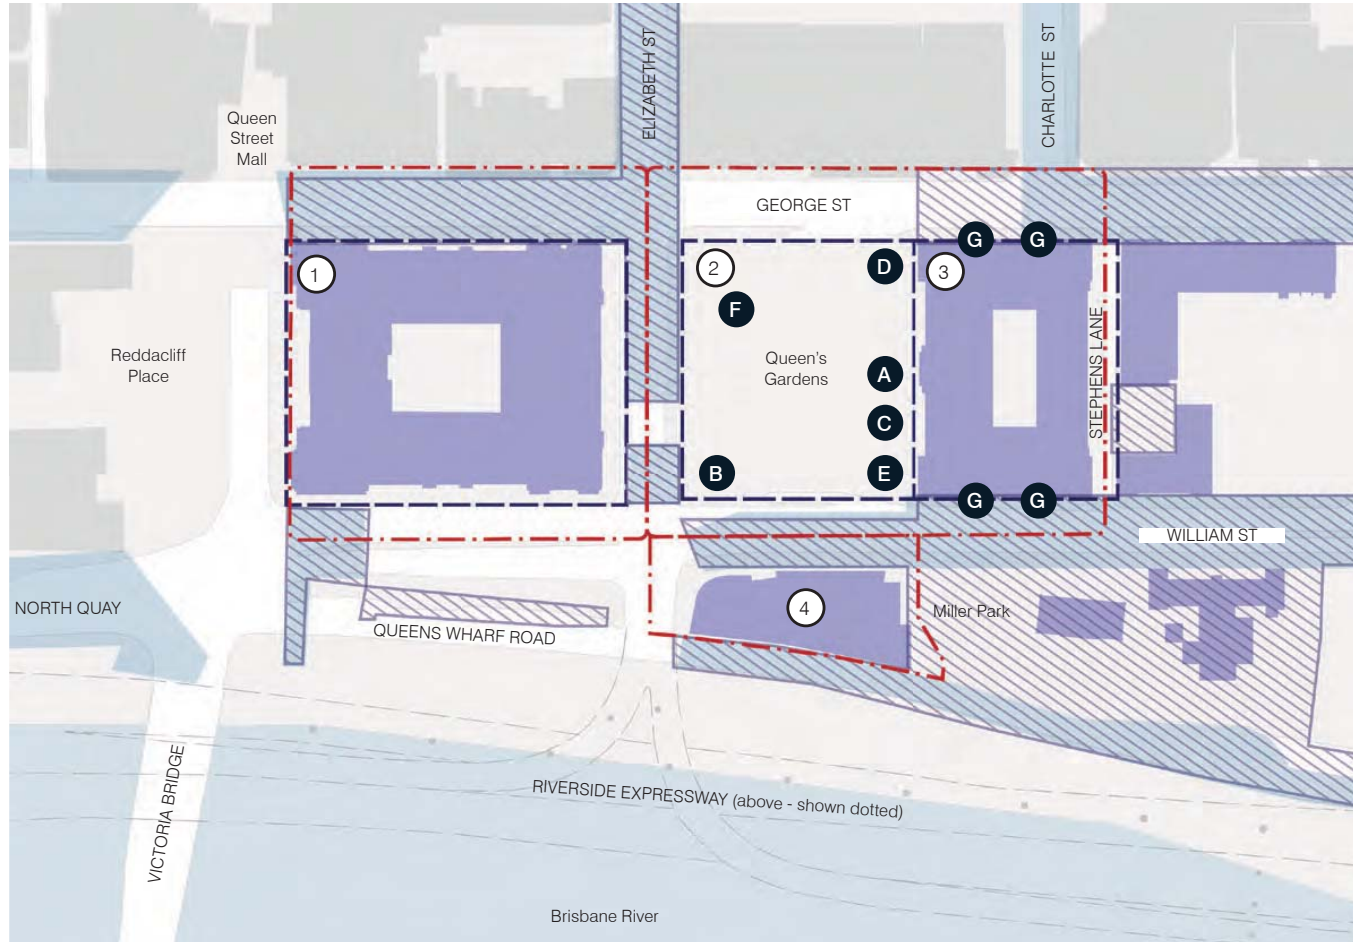 ELIZABETH ST
CHARLOTTE ST
Queen
Street
Mall
GEORGE ST
G
G
1
2
D
3
F
Reddacliff
Place
Queen's
Gardens
A
STEPHENS LANE
C
B
E
G
G
WILLIAM ST
NORTH QUAY
4
Miller Park
QUEENS WHARF ROAD
VICTORIA BRIDGE
RIVERSIDE EXPRESSWAY (above - shown dotted)
Brisbane River